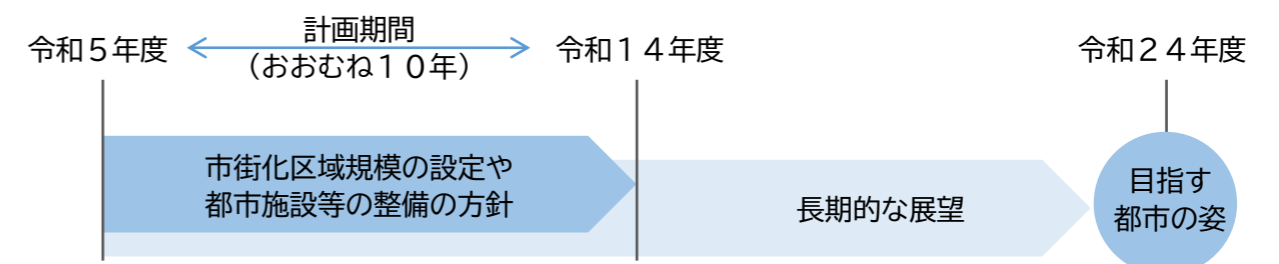 令和５年度
計画期間
（おおむね１０年）
令和１４年度
令和２４年度
市街化区域規模の設定や
都市施設等の整備の方針
長期的な展望
目指す
都市の姿